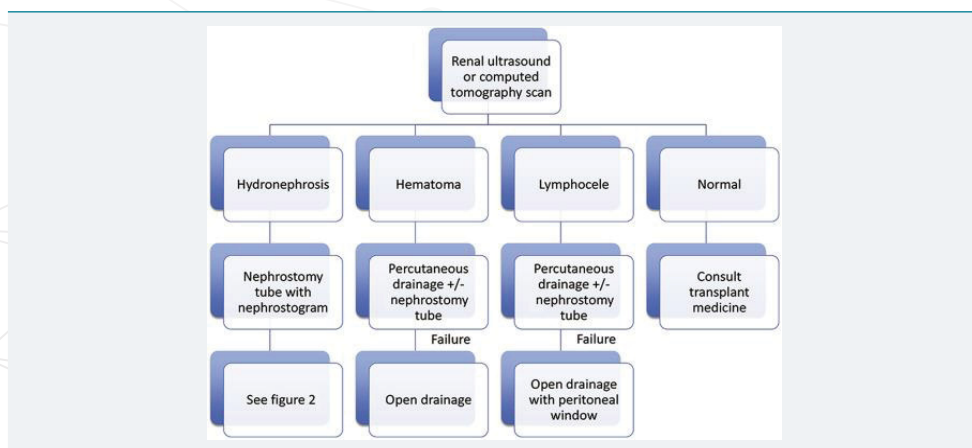 Renal ultrasound
or computed
tomography scan
Hydronephrosis
Hematoma
Lymphocele
Normal
Nephrostomy
tube with
nephrostogram
Percutaneous
drainage +/-
nephrostomy
tube
Percutaneous
drainage +/-
nephrostomy
tube
Consult
transplant
medicine
Failure
Failure
See figure 2
Open drainage
Open drainage
with peritoneal
window